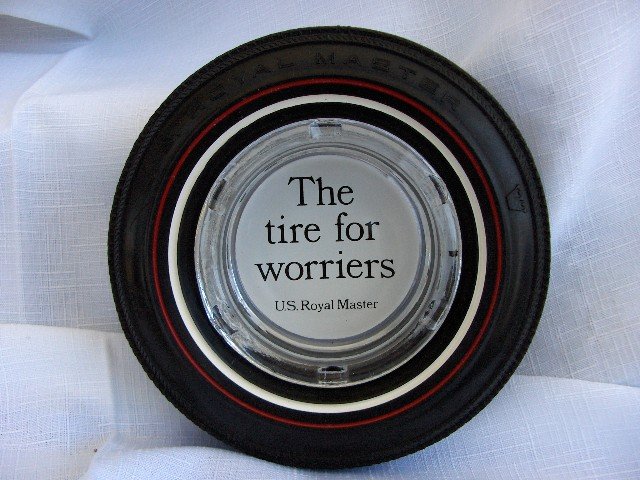 ROYAL MASTER
The
tire for
worriers
U.S. Royal Master